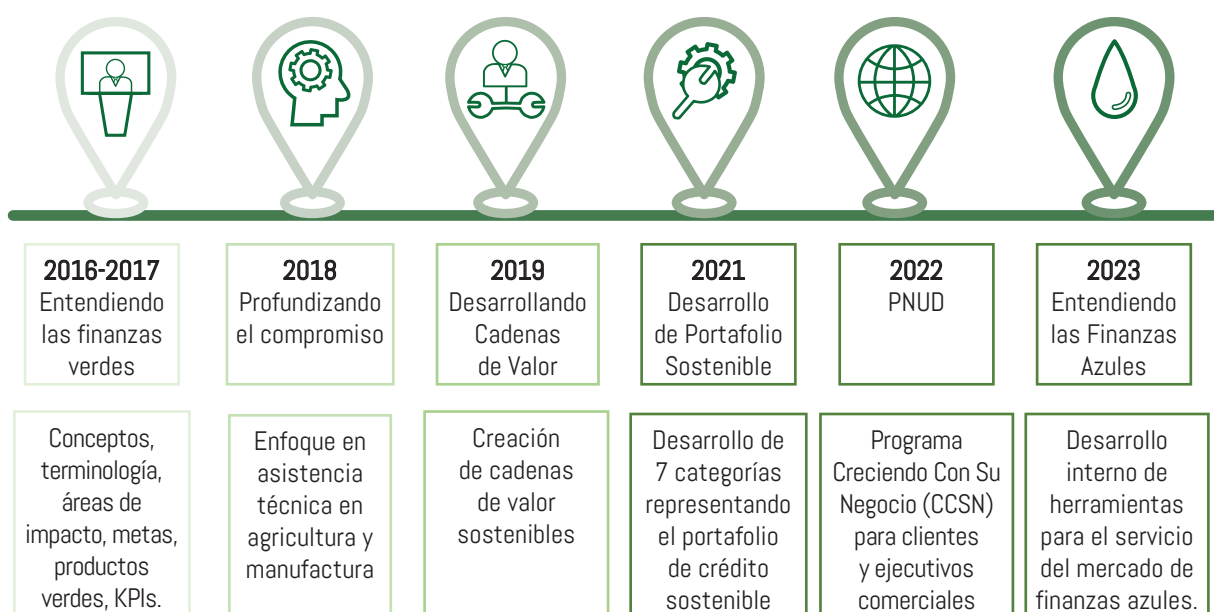 2016-2017
Entendiendo
las finanzas
verdes
2018
Profundizando
el compromiso
2019
Desarrollando
Cadenas
de Valor
2021
Desarrollo
de Portafolio
Sostenible
2022
PNUD
2023
Entendiendo
las Finanzas
Azules
Conceptos,
terminología,
áreas de
impacto, metas,
productos
verdes, KPIs.
Enfoque en
asistencia
técnica en
agricultura y
manufactura
Creación
de cadenas
de valor
sostenibles
Desarrollo de
7 categorías
representando
el portafolio
de crédito
sostenible
Programa
Creciendo Con Su
Negocio (CCSN)
para clientes
y ejecutivos
comerciales
Desarrollo
interno de
herramientas
para el servicio
del mercado de
finanzas azules.